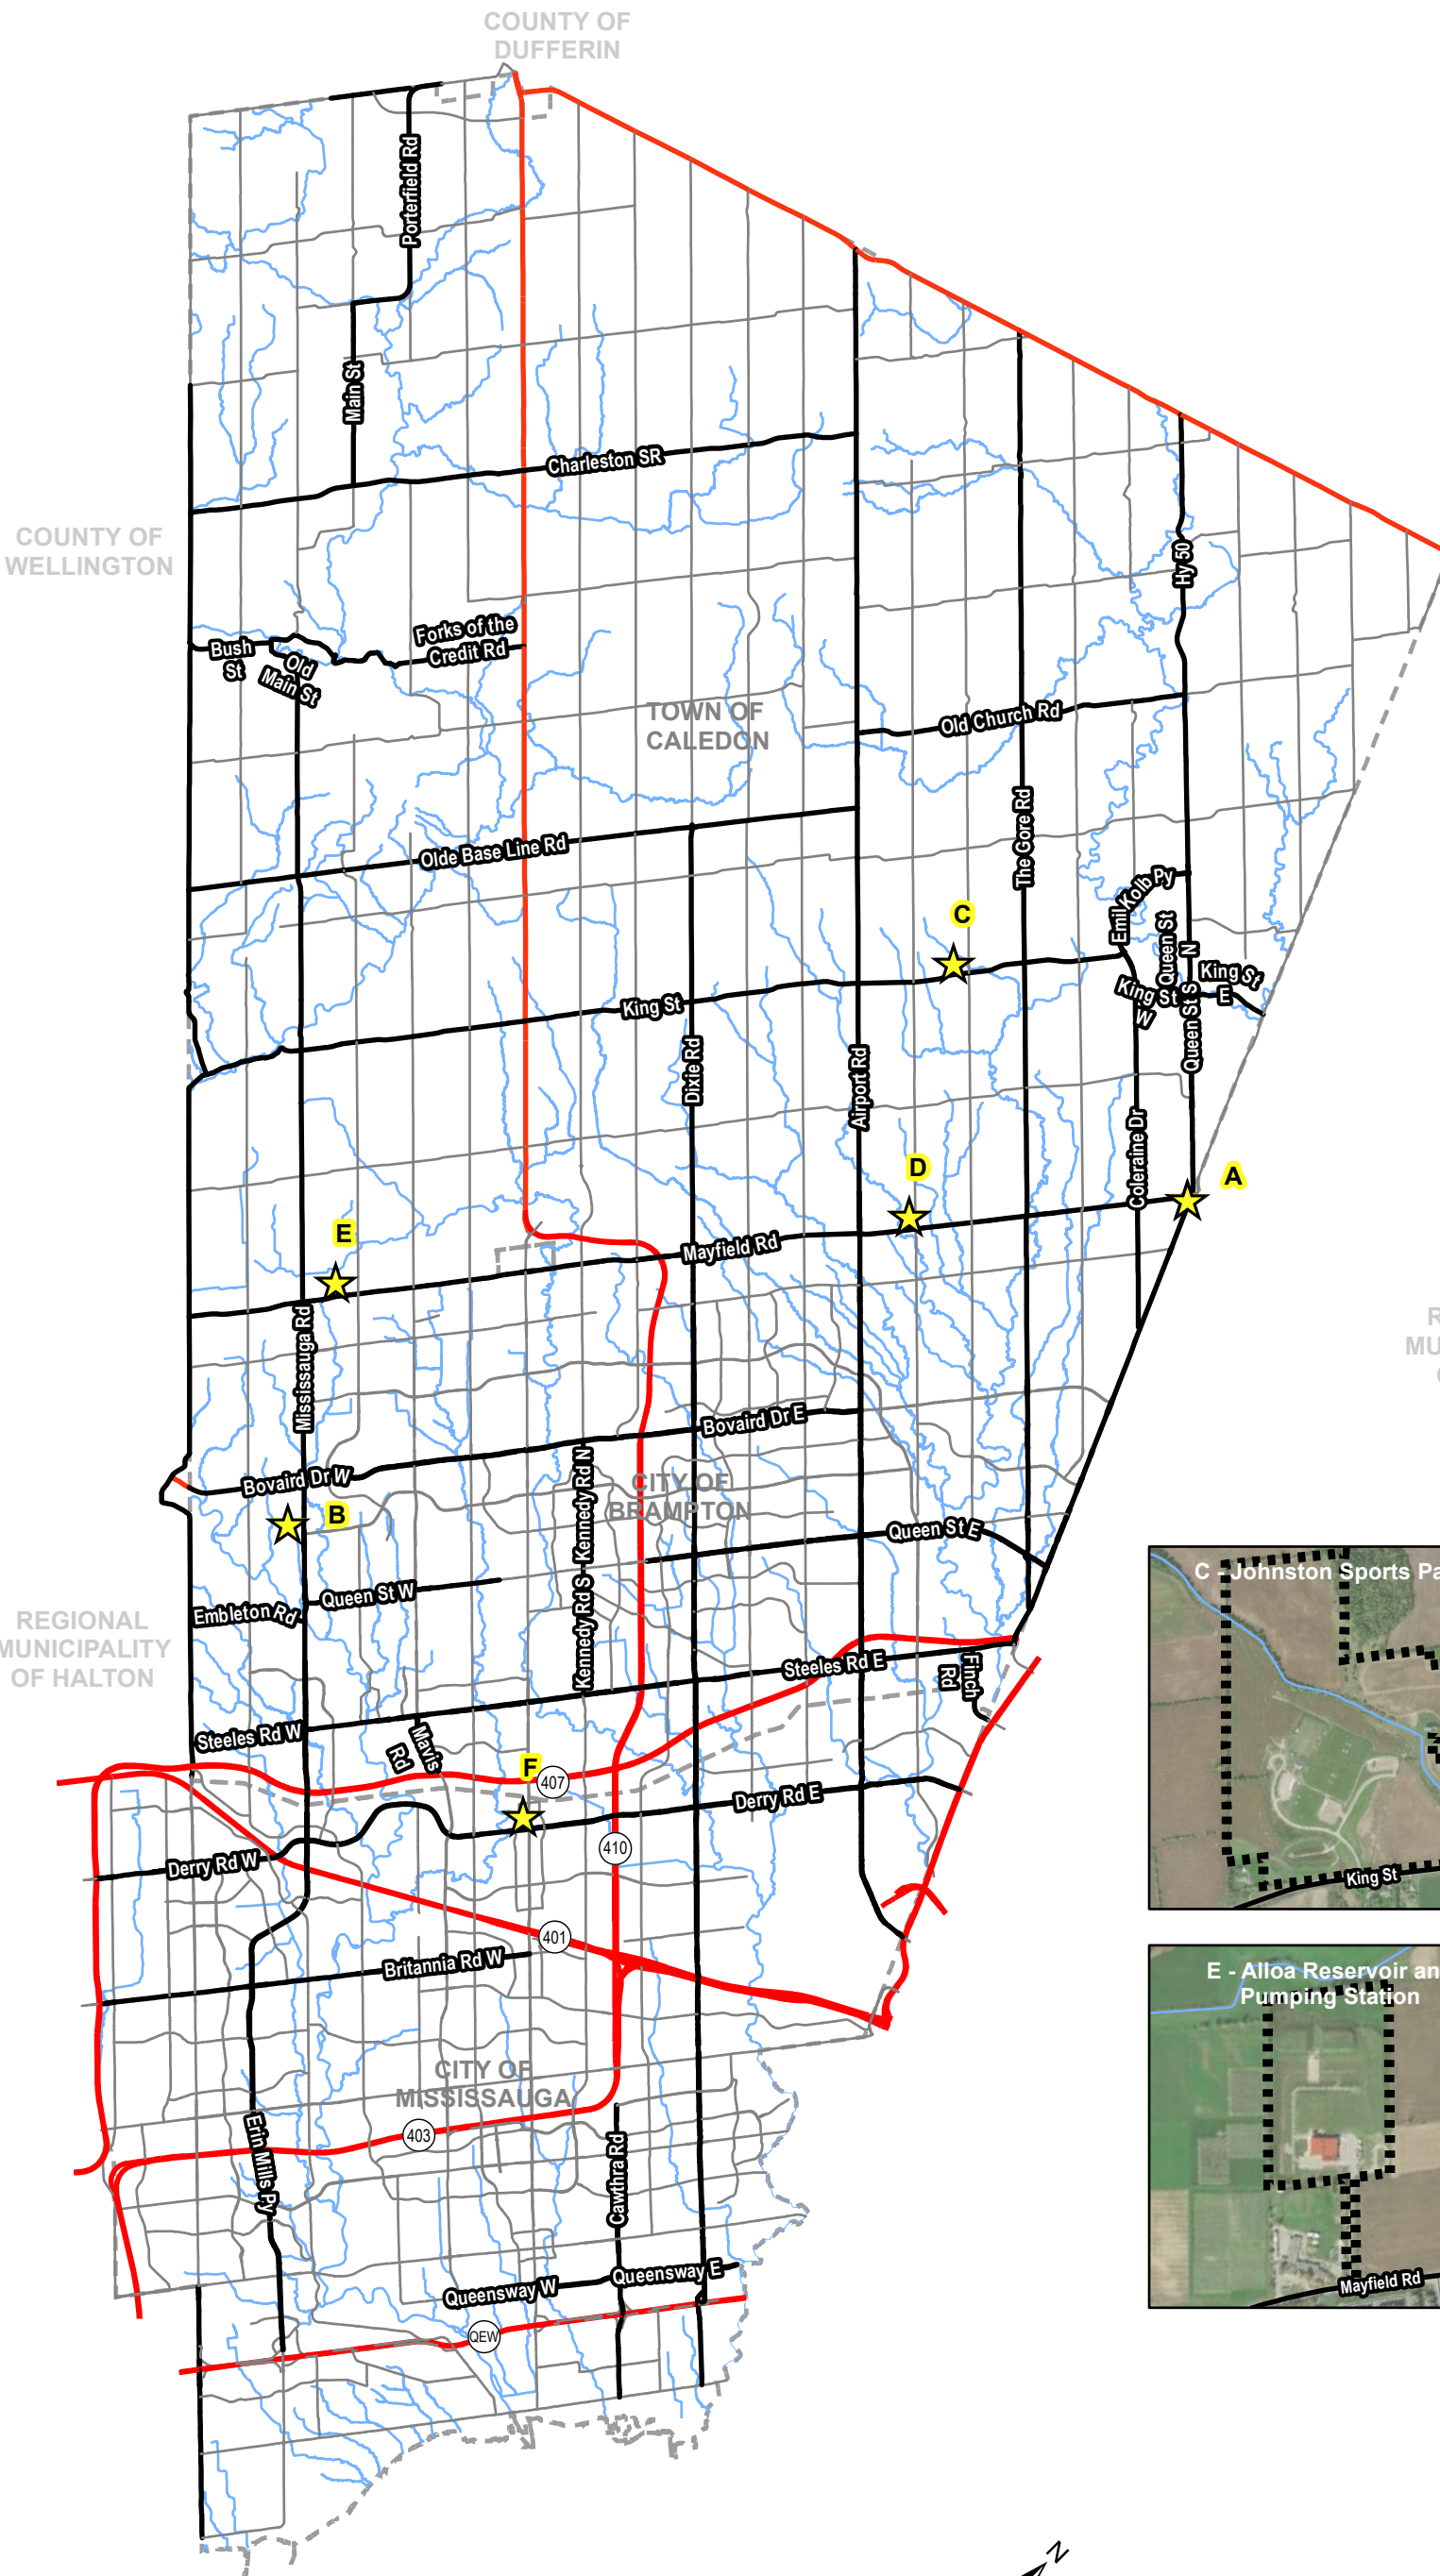 COUNTY OF
DUFFERIN
Porterfield Rd
Main St
Charleston SR
COUNTY OF
WELLINGTON
Hy 50
Forks of the
Credit Rd
Bush
St
Old
Main St
TOWN OF
CALEDON
Old Church Rd
The Gore Rd
Olde Base Line Rd
Emil
Kolb Py
C
Queen St
N
King St
E
King St
W
Queen St S
King St
Dixie Rd
Airport Rd
Coleraine Dr
D
A
E
Mayfield Rd
Mississauga Rd
R
MU
Bovaird Dr E
Bovaird Dr W
B
Kennedy Rd N
CITY OF
BRAMPTON
Queen St E
Queen St W
Embleton Rd
Kennedy Rd S
REGIONAL
MUNICIPALITY
OF HALTON
Steeles Rd E
Finch
Rd
Steeles Rd W
Mavis
Rd
F
407
Derry Rd E
410
Derry Rd W
401
Britannia Rd W
CITY OF
MISSISSAUGA
403
Erin Mills Py
Cawthra Rd
Queensway E
Queensway W
QEW
C - Johnston Sports Pa
King St
E - Alloa Reservoir an
Pumping Station
Mayfield Rd
N